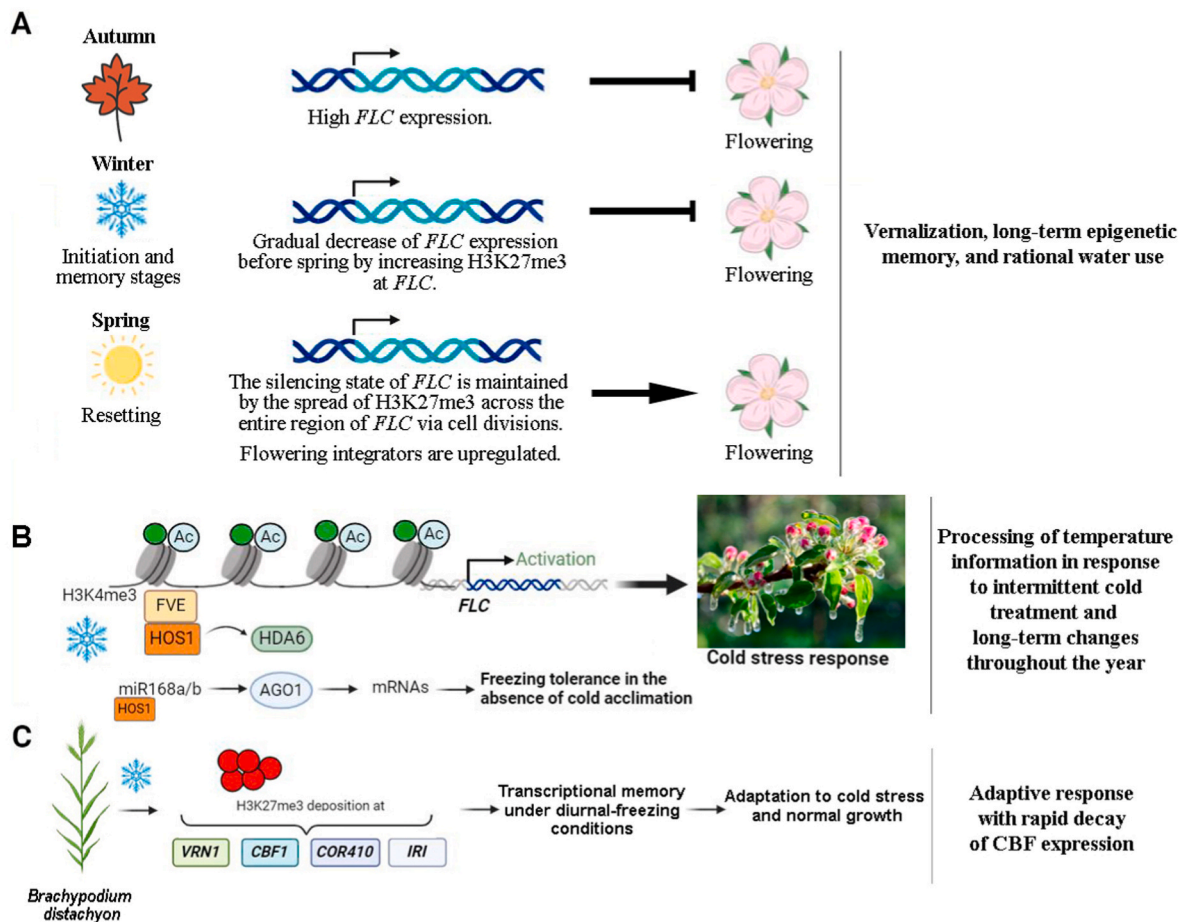 A
Autumn
High FLC expression.
Flowering
Winter
Initiation and
memory stages
Gradual decrease of FLC expression
before spring by increasing H3K27me3
at FLC.
Flowering
Spring
Resetting
The silencing state of FLC is maintained
by the spread of H3K27me3 across the
entire region of FLC via cell divisions.
Flowering integrators are upregulated.
Flowering
Vernalization, long-term epigenetic
memory, and rational water use
B
Ac
Ac
Ac
Ac
Activation
H3K4me3
FVE
HOS1
HDA6
FLC
Cold stress response
miR168a/b
HOS1
AGO1
mRNAs
Freezing tolerance in the
absence of cold acclimation
Processing of temperature
information in response
to intermittent cold
treatment and
long-term changes
throughout the year
C
Brachypodium
distachyon
H3K27me3 deposition at
VRN1
CBF1
COR410
IRI
Transcriptional memory
under diurnal-freezing
conditions
Adaptation to cold stress
and normal growth
Adaptive response
with rapid decay
of CBF expression